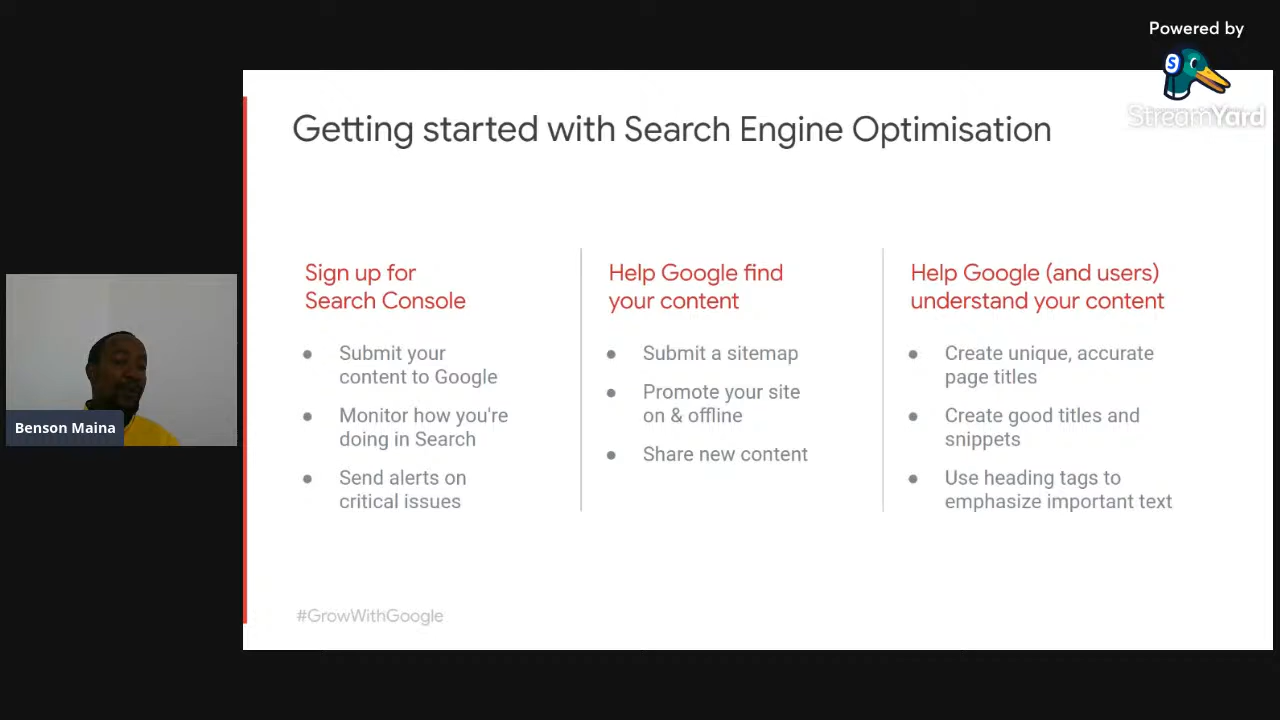 Powered by
S
StreamYard
Getting started with Search Engine Optimisation
Sign up for
Search Console
Submit your
content to Google
Monitor how you're
doing in Search
Send alerts on
critical issues
Help Google find
your content
Submit a sitemap
Promote your site
on & offline
Share new content
Help Google (and users)
understand your content
Create unique, accurate
page titles
Create good titles and
snippets
Use heading tags to
emphasize important text
Benson Maina
#GrowWithGoogle